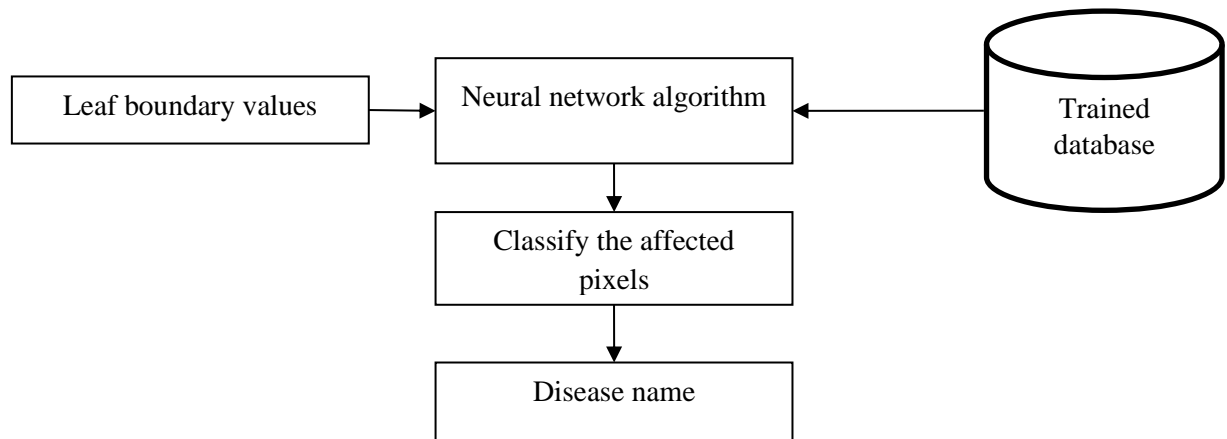 Leaf boundary values
Neural network algorithm
Trained
database
Classify the affected
pixels
Disease name